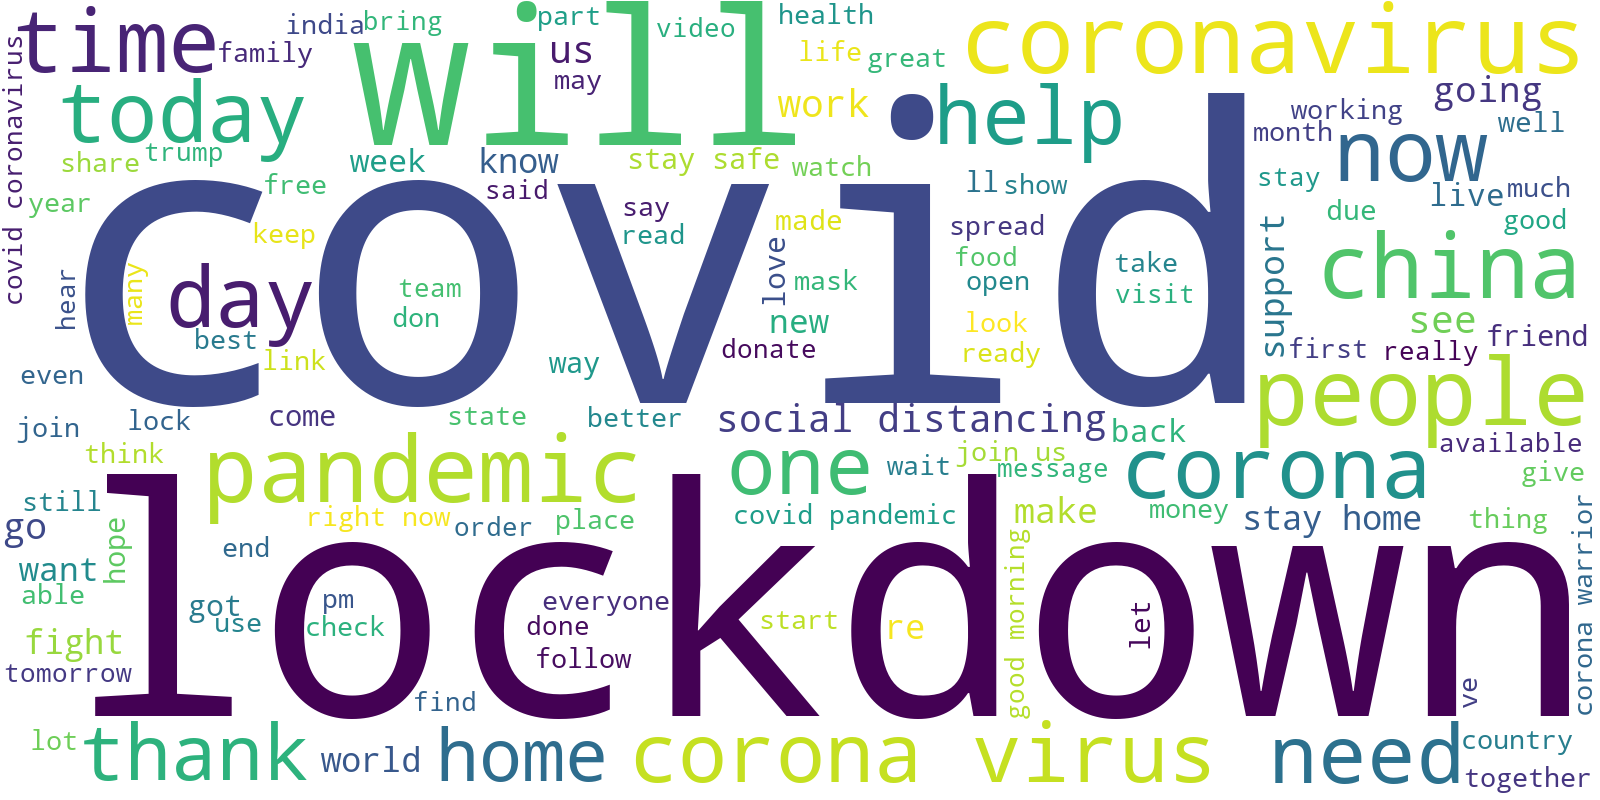 time
india
bring
part
video
health
coronavirus
family
us
life
great
will
may
today
work
help
working
going
month
well
now
share
trump
week
know
stay safe
watch
covid coronavirus
free
said
ll
show
stay
live
much
year
say
made
due
good
keep
read
spread
support
china
covid
hear
many
day
team
don
love
mask
food
open
take
visit
new
see
best
link
way
donate
look
ready
first
really
friend
even
people
join
lock
come
state
better
social distancing
back
available
think
pandemic
one
wait
join us
message
corona
give
still
right now
order
place
covid pandemic
make
money
stay home
thing
go
hope
end
want
able
got
use
pm
check
everyone
done
follow
start
re
good morning
let
corona warrior
fight
tomorrow
lockdown
find
ve
lot
thank
world
home
corona virus
need
country
together